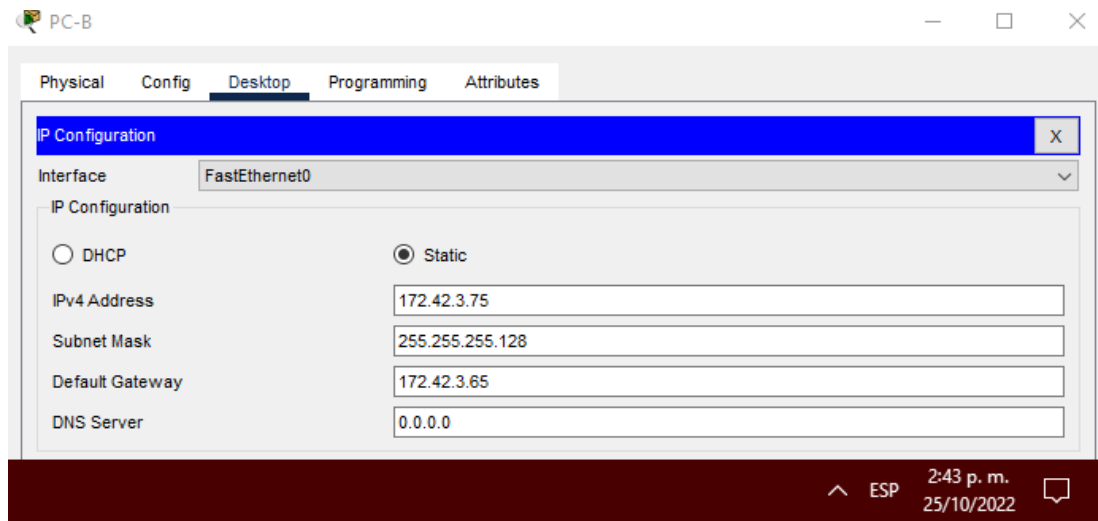 PC-B
Physical Config Desktop Programming Attributes
IP Configuration X
Interface FastEthernet0
IP Configuration
DHCP Static
IPv4 Address 172.42.3.75
Subnet Mask 255.255.255.128
Default Gateway 172.42.3.65
DNS Server 0.0.0.0
ESP 2:43 p. m.
25/10/2022